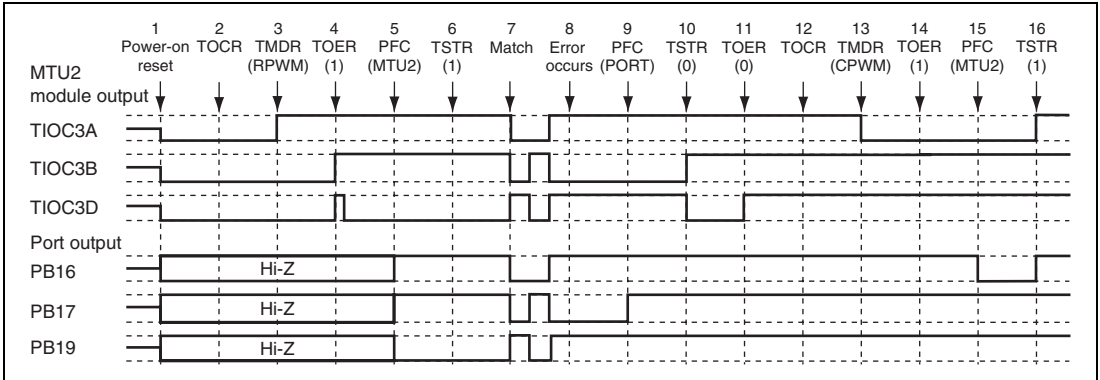 1 2 3 4 5 6 7 8 9 10 11 12 13 14 15 16
Power-on TOCR TMDR TOER PFC TSTR Match Error PFC TSTR TOER TOCR TMDR TOER PFC TSTR
reset (RPWM) (1) (MTU2) (1) occurs (PORT) (0) (0) (CPWM) (1) (MTU2) (1)
MTU2
module output
TIOC3A
TIOC3B
TIOC3D
Port output
PB16 Hi-Z
PB17 Hi-Z
PB19 Hi-Z